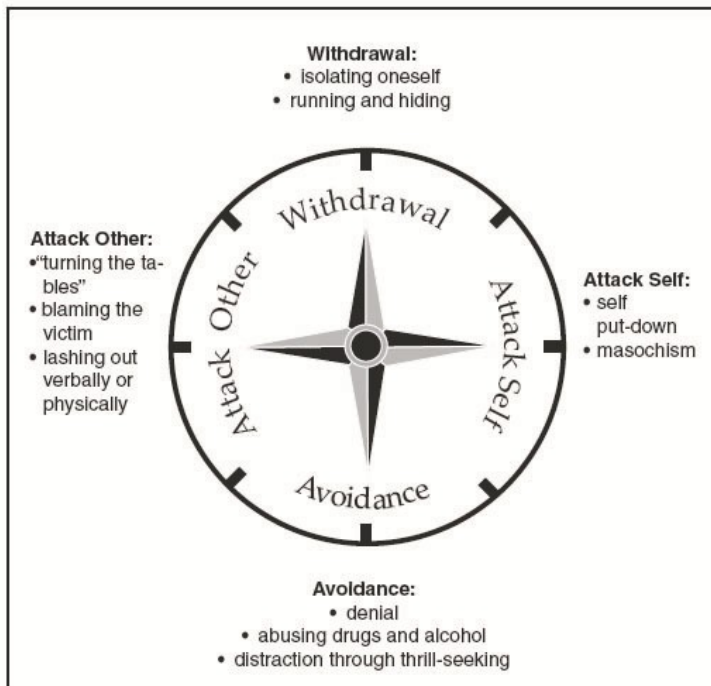 Withdrawal:
• isolating oneself
• running and hiding
Withdrawal
Attack Other:
•“turning the ta-
bles”
• blaming the
victim
• lashing out
verbally or
physically
Attack Other
Attack Self
Attack Self:
• self
put-down
• masochism
Avoidance
Avoidance:
• denial
• abusing drugs and alcohol
• distraction through thrill-seeking